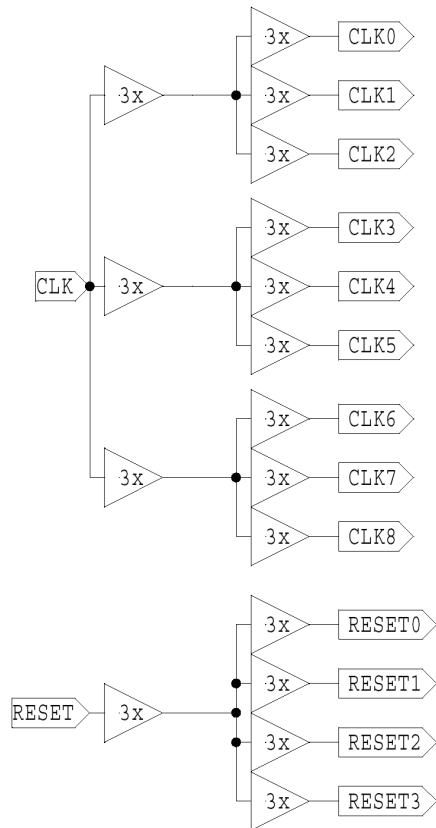 3x CLK0
3x
3x CLK1
3x CLK2
3x CLK3
CLK 3x
3x CLK4
3x CLK5
3x CLK6
3x
3x CLK7
3x CLK8
3x RESET0
3x RESET1
RESET 3x
3x RESET2
3x RESET3